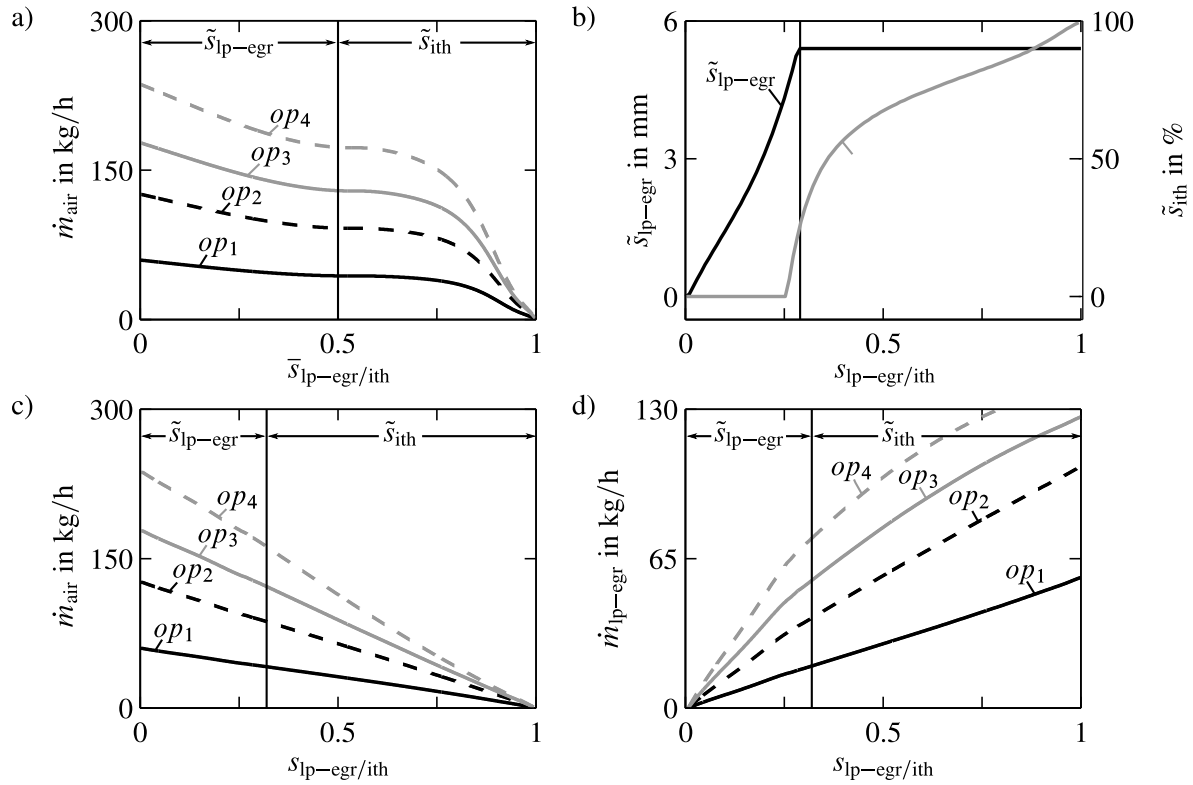 a)
300
s̃lp−egr
s̃ith
op4
op3
op2
op1
150
0
ṁair in kg/h
0
0.5
1
s̄lp−egr/ith
b)
6
3
0
s̃lp−egr in mm
s̃lp−egr
100
50
0
s̃ith in %
0
0.5
1
slp−egr/ith
c)
300
s̃lp−egr
s̃ith
op4
op3
op2
op1
150
0
ṁair in kg/h
0
0.5
1
slp−egr/ith
d)
130
s̃lp−egr
s̃ith
op4
op3
op2
op1
65
0
ṁlp−egr in kg/h
0
0.5
1
slp−egr/ith